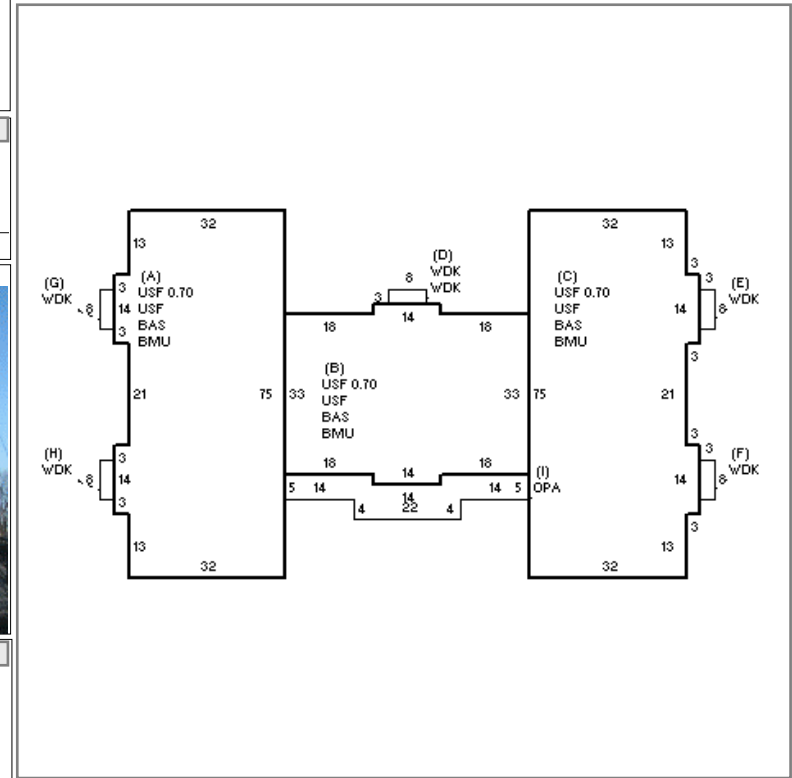 32
32
13
13
(D)
WDK
WDK
8
3
14
18
18
(G)
WDK
8
3
14
3
(A)
USF 0.70
USF
BAS
BMU
(C)
USF 0.70
USF
BAS
BMU
3
3
14
8
3
(E)
WDK
(B)
USF 0.70
USF
BAS
BMU
21
75
33
33
75
21
18
14
18
(H)
WDK
8
3
14
3
5
14
14
22
4
4
14
5
(I)
OPA
3
3
14
8
3
(F)
WDK
13
13
32
32